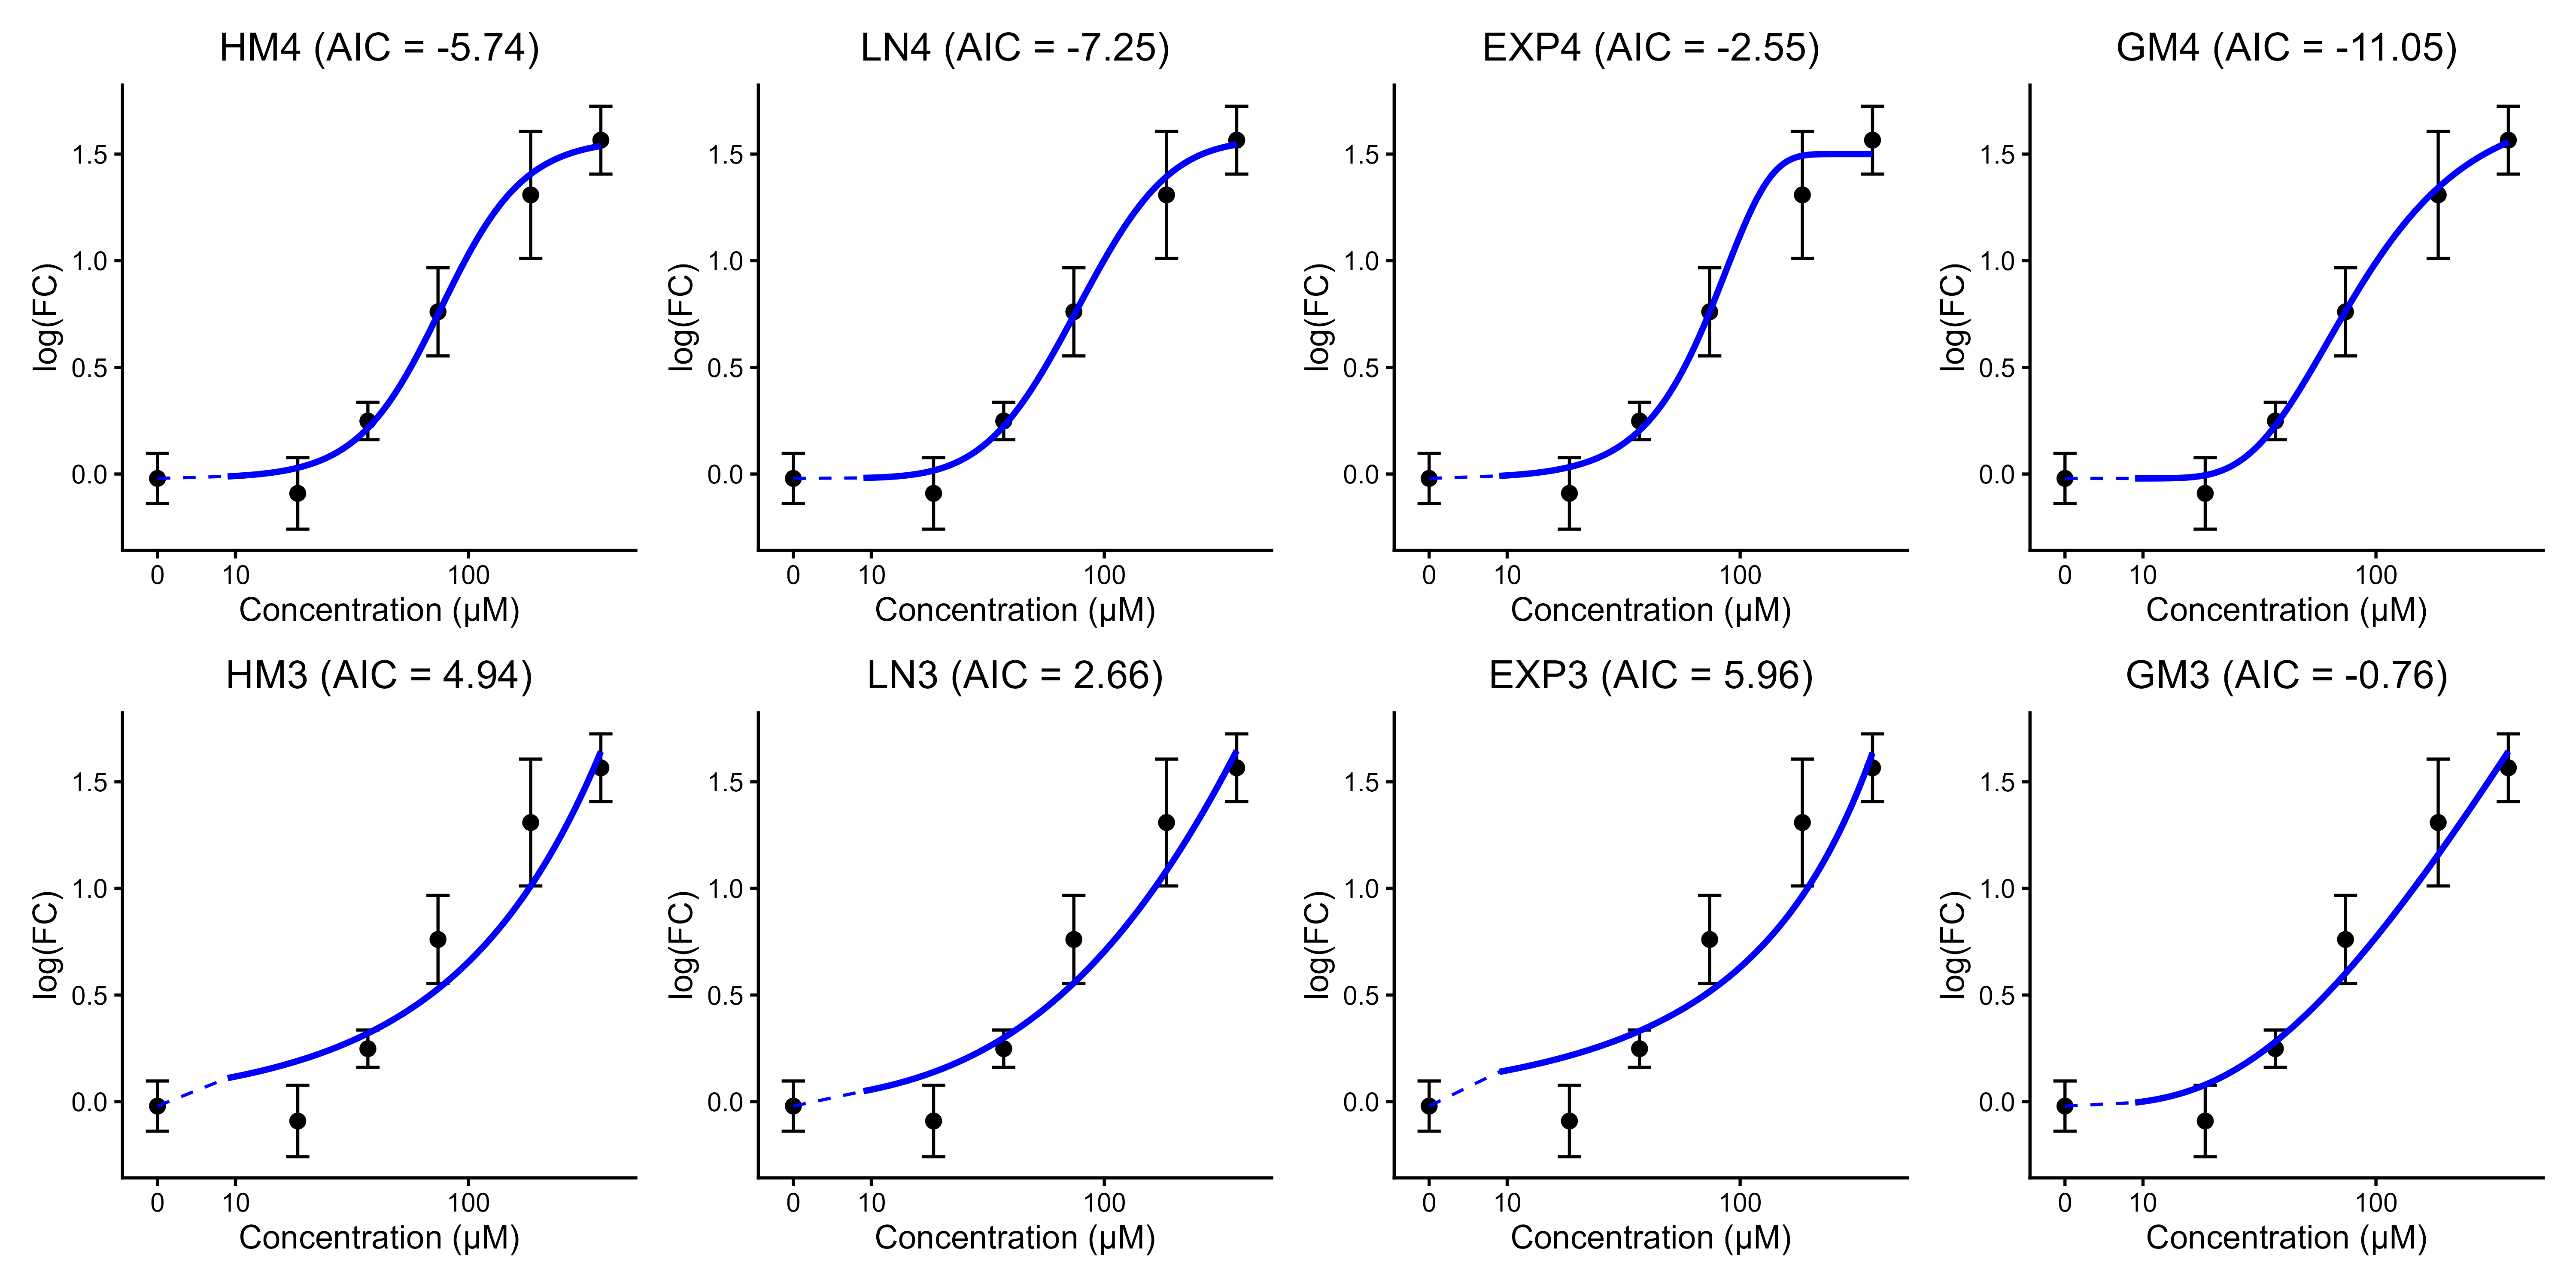 HM4 (AIC = -5.74)
log(FC)
1.5
1.0
0.5
0.0
0 10 100
Concentration (µM)
LN4 (AIC = -7.25)
log(FC)
1.5
1.0
0.5
0.0
0 10 100
Concentration (µM)
EXP4 (AIC = -2.55)
log(FC)
1.5
1.0
0.5
0.0
0 10 100
Concentration (µM)
GM4 (AIC = -11.05)
log(FC)
1.5
1.0
0.5
0.0
0 10 100
Concentration (µM)
HM3 (AIC = 4.94)
log(FC)
1.5
1.0
0.5
0.0
0 10 100
Concentration (µM)
LN3 (AIC = 2.66)
log(FC)
1.5
1.0
0.5
0.0
0 10 100
Concentration (µM)
EXP3 (AIC = 5.96)
log(FC)
1.5
1.0
0.5
0.0
0 10 100
Concentration (µM)
GM3 (AIC = -0.76)
log(FC)
1.5
1.0
0.5
0.0
0 10 100
Concentration (µM)